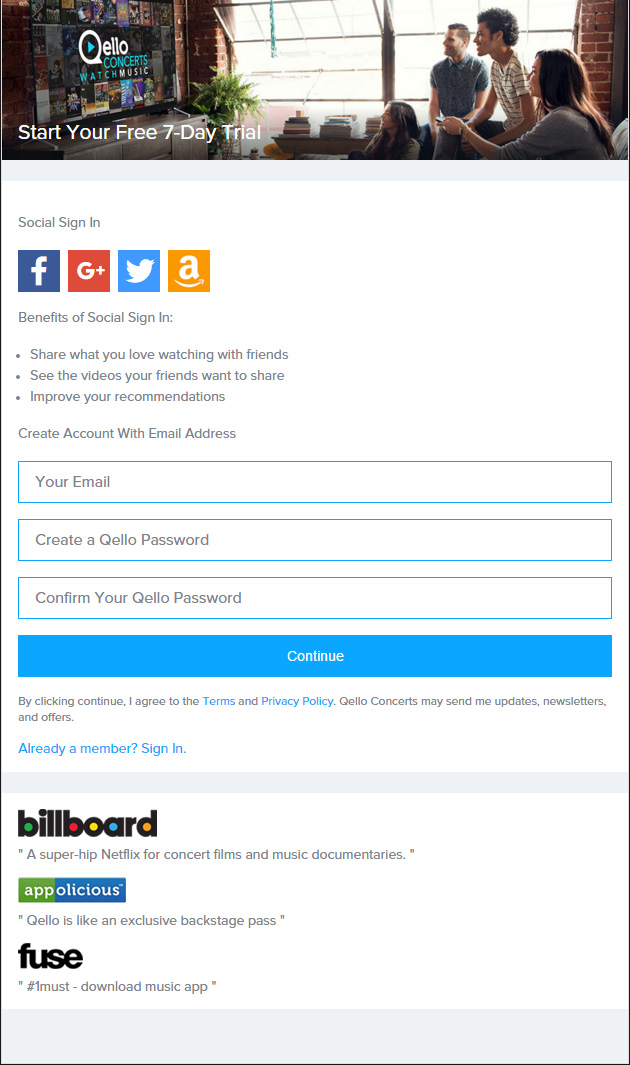 Qello
CONCERTS
WATCHMUSIC
Start Your Free 7-Day Trial
Social Sign In
f
G+
a
Benefits of Social Sign In:
Share what you love watching with friends
See the videos your friends want to share
Improve your recommendations
Create Account With Email Address
Your Email
Create a Qello Password
Confirm Your Qello Password
Continue
By clicking continue, I agree to the Terms and Privacy Policy. Qello Concerts may send me updates, newsletters,
and offers.
Already a member? Sign In.
billboard
" A super-hip Netflix for concert films and music documentaries. "
appolicious™
" Qello is like an exclusive backstage pass "
fuse
" #1must - download music app "